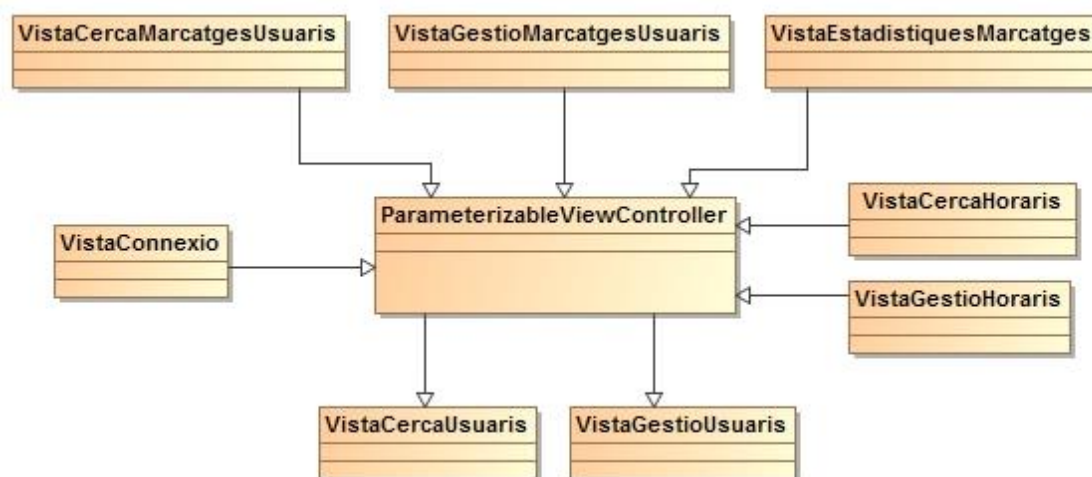 VistaCercaMarcatgesUsuaris
VistaGestioMarcatgesUsuaris
VistaEstadistiquesMarcatges
ParameterizableViewController
VistaCercaHoraris
VistaConnexio
VistaGestioHoraris
VistaCercaUsuaris
VistaGestioUsuaris